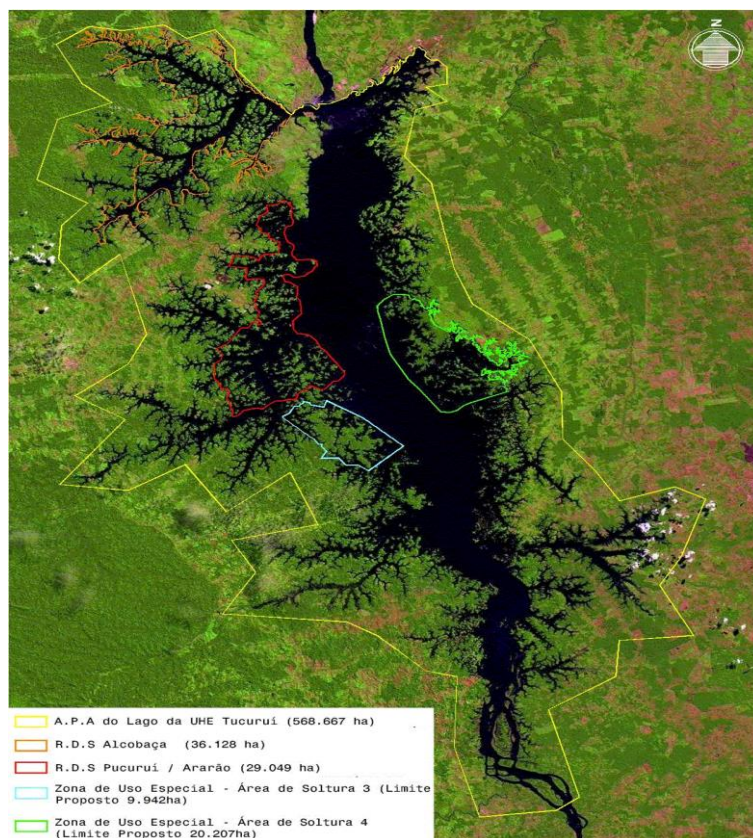 N
A.P.A do Lago da UHE Tucuruí (568.667 ha)
R.D.S Alcobaça (36.128 ha)
R.D.S Pucuruí / Ararão (29.049 ha)
Zona de Uso Especial - Área de Soltura 3 (Limite
Proposto 9.942ha)
Zona de Uso Especial - Área de Soltura 4
(Limite Proposto 20.207ha)